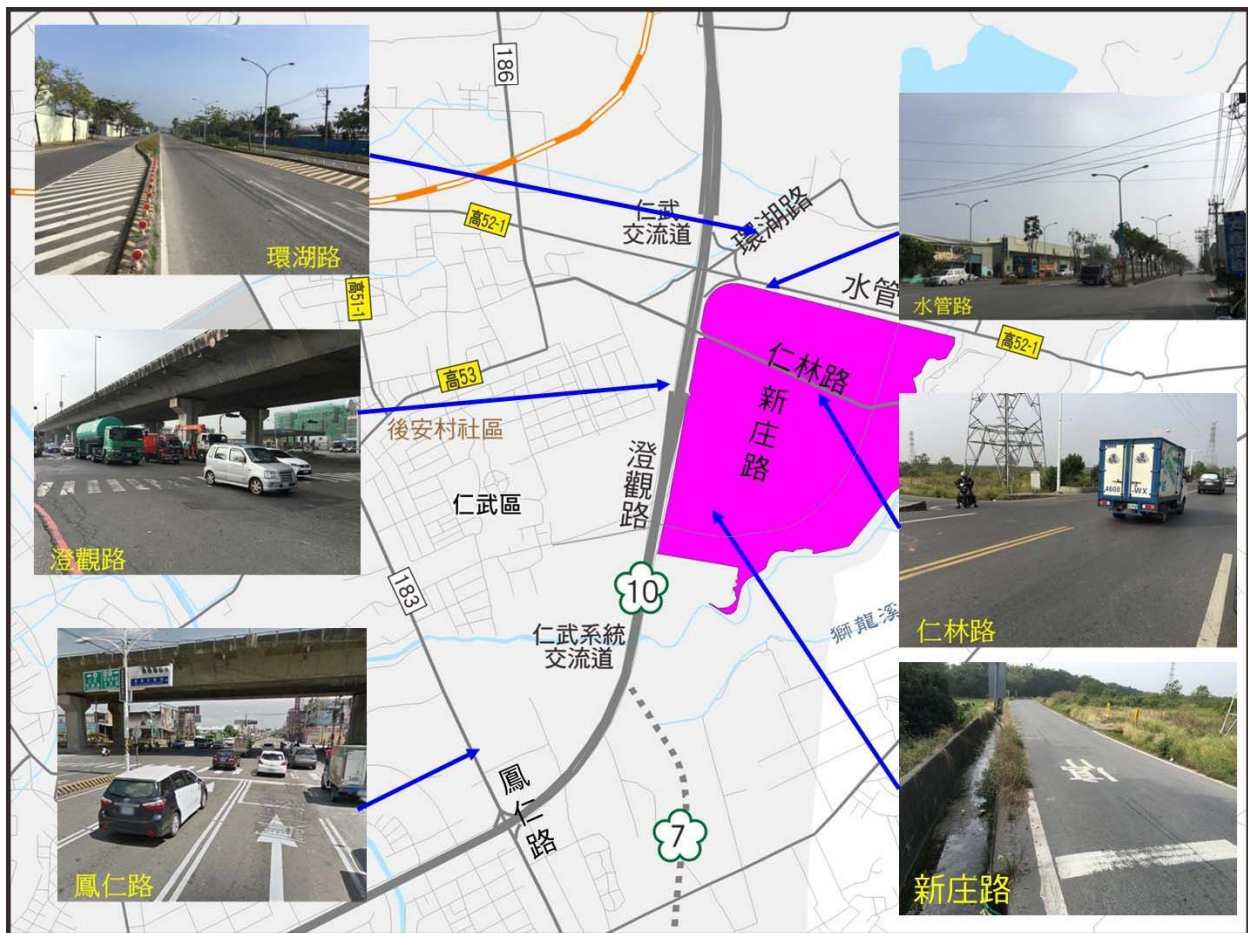 環湖路
186
高52-1
仁武
交流道
環湖路
水管
水管路
高51-1
高53
後安村社區
仁林路
新庄路
高52-1
澄觀路
仁武區
澄觀路
4608
WX
仁林路
183
10
仁武系統
交流道
獅龍溪
鳳仁路
7
鳳仁路
新庄路